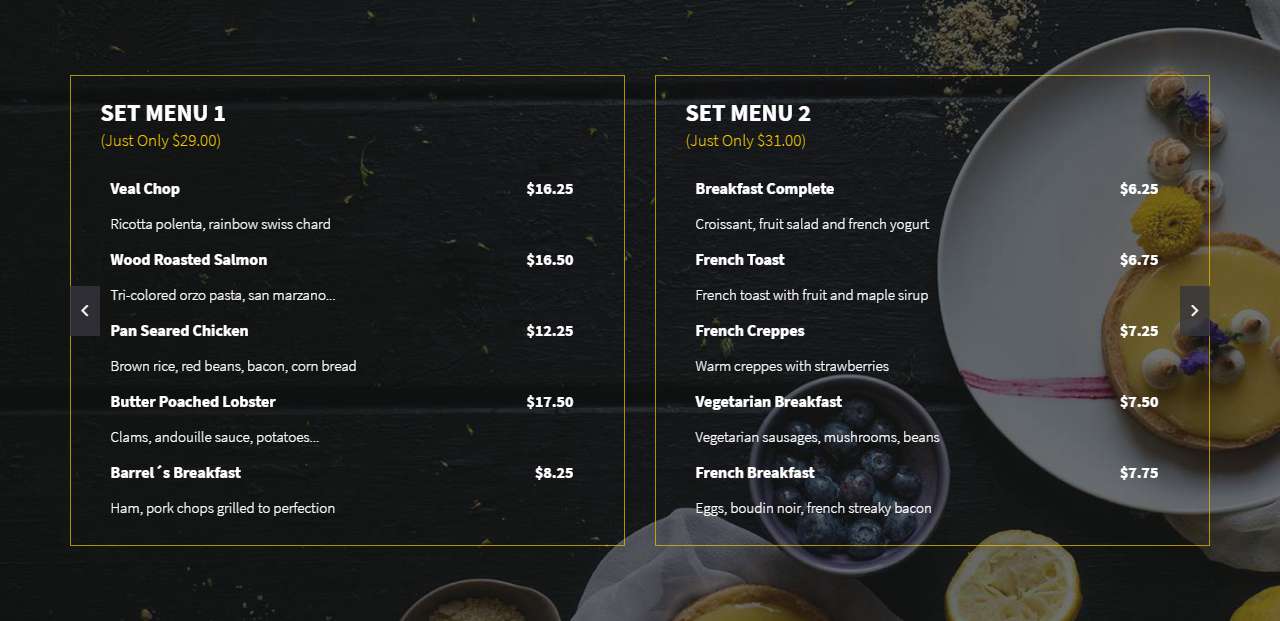 SET MENU 1
(Just Only $29.00)
Veal Chop $16.25
Ricotta polenta, rainbow swiss chard
Wood Roasted Salmon $16.50
Tri-colored orzo pasta, san marzano...
Pan Seared Chicken $12.25
Brown rice, red beans, bacon, corn bread
Butter Poached Lobster $17.50
Clams, andouille sauce, potatoes...
Barrel´s Breakfast $8.25
Ham, pork chops grilled to perfection
SET MENU 2
(Just Only $31.00)
Breakfast Complete $6.25
Croissant, fruit salad and french yogurt
French Toast $6.75
French toast with fruit and maple sirup
French Creppes $7.25
Warm creppes with strawberries
Vegetarian Breakfast $7.50
Vegetarian sausages, mushrooms, beans
French Breakfast $7.75
Eggs, boudin noir, french streaky bacon